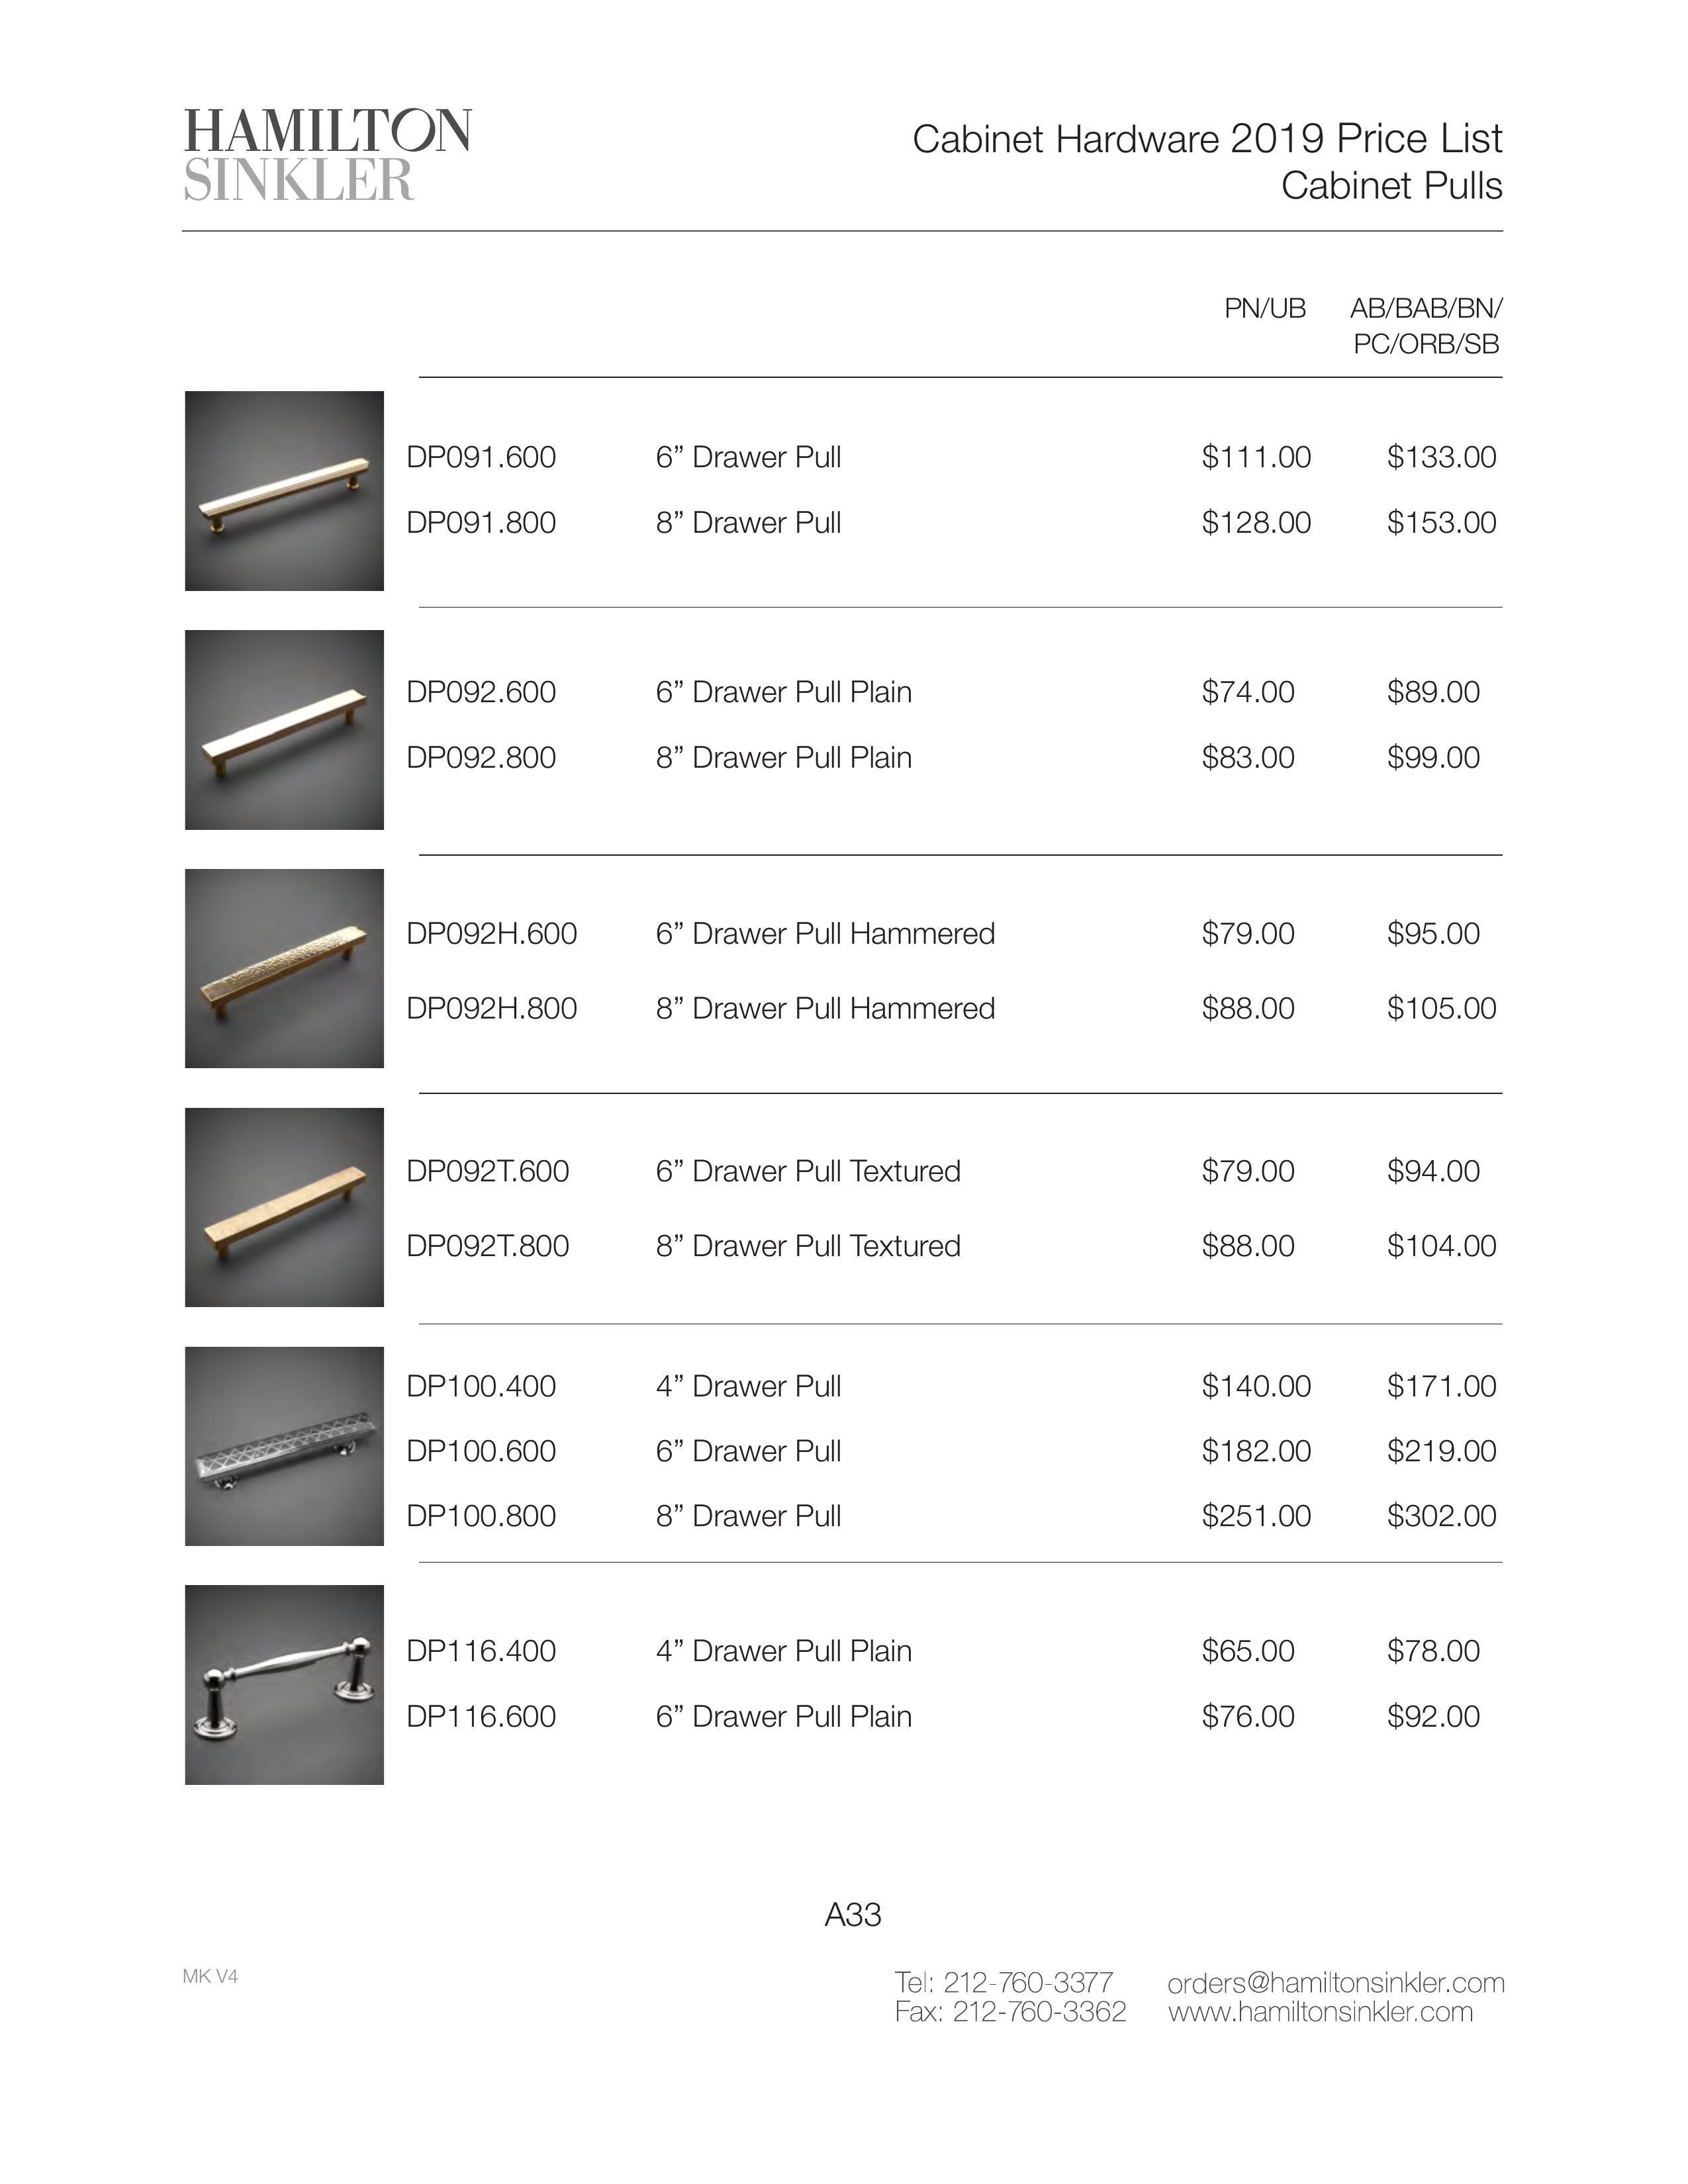 HAMILTON
SINKLER
Cabinet Hardware 2019 Price List
Cabinet Pulls
PN/UB AB/BAB/BN/
PC/ORB/SB
DP091.600 6” Drawer Pull $111.00 $133.00
DP091.800 8” Drawer Pull $128.00 $153.00
DP092.600 6” Drawer Pull Plain $74.00 $89.00
DP092.800 8” Drawer Pull Plain $83.00 $99.00
DP092H.600 6” Drawer Pull Hammered $79.00 $95.00
DP092H.800 8” Drawer Pull Hammered $88.00 $105.00
DP092T.600 6” Drawer Pull Textured $79.00 $94.00
DP092T.800 8” Drawer Pull Textured $88.00 $104.00
DP100.400 4” Drawer Pull $140.00 $171.00
DP100.600 6” Drawer Pull $182.00 $219.00
DP100.800 8” Drawer Pull $251.00 $302.00
DP116.400 4” Drawer Pull Plain $65.00 $78.00
DP116.600 6” Drawer Pull Plain $76.00 $92.00
A33
MK V4
Tel: 212-760-3377 orders@hamiltonsinkler.com
Fax: 212-760-3362 www.hamiltonsinkler.com